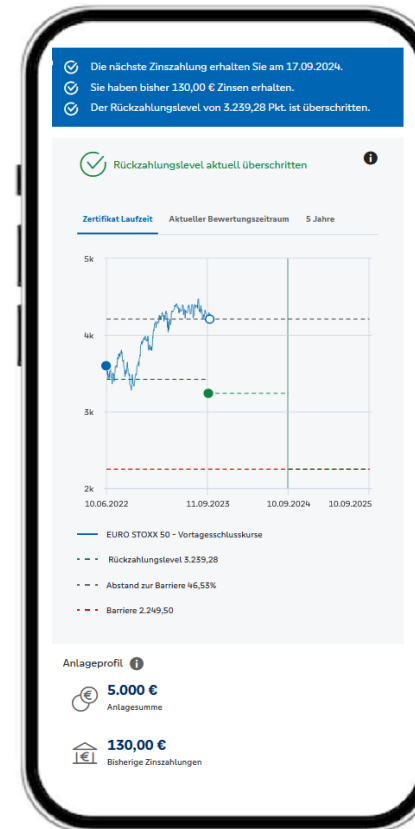 Die nächste Zinszahlung erhalten Sie am 17.09.2024.
Sie haben bisher 130,00 € Zinsen erhalten.
Der Rückzahlungslevel von 3.239,28 Pkt. ist überschritten.
Rückzahlungslevel aktuell überschritten
Zertifikat Laufzeit Aktueller Bewertungszeitraum 5 Jahre
5k
4k
3k
2k
10.06.2022 11.09.2023 10.09.2024 10.09.2025
EURO STOXX 50 - Vortagesschlusskurse
Rückzahlungslevel 3.239,28
Abstand zur Barriere 46,53%
Barriere 2.249,50
Anlageprofil
5.000 €
Anlagesumme
130,00 €
Bisherige Zinszahlungen